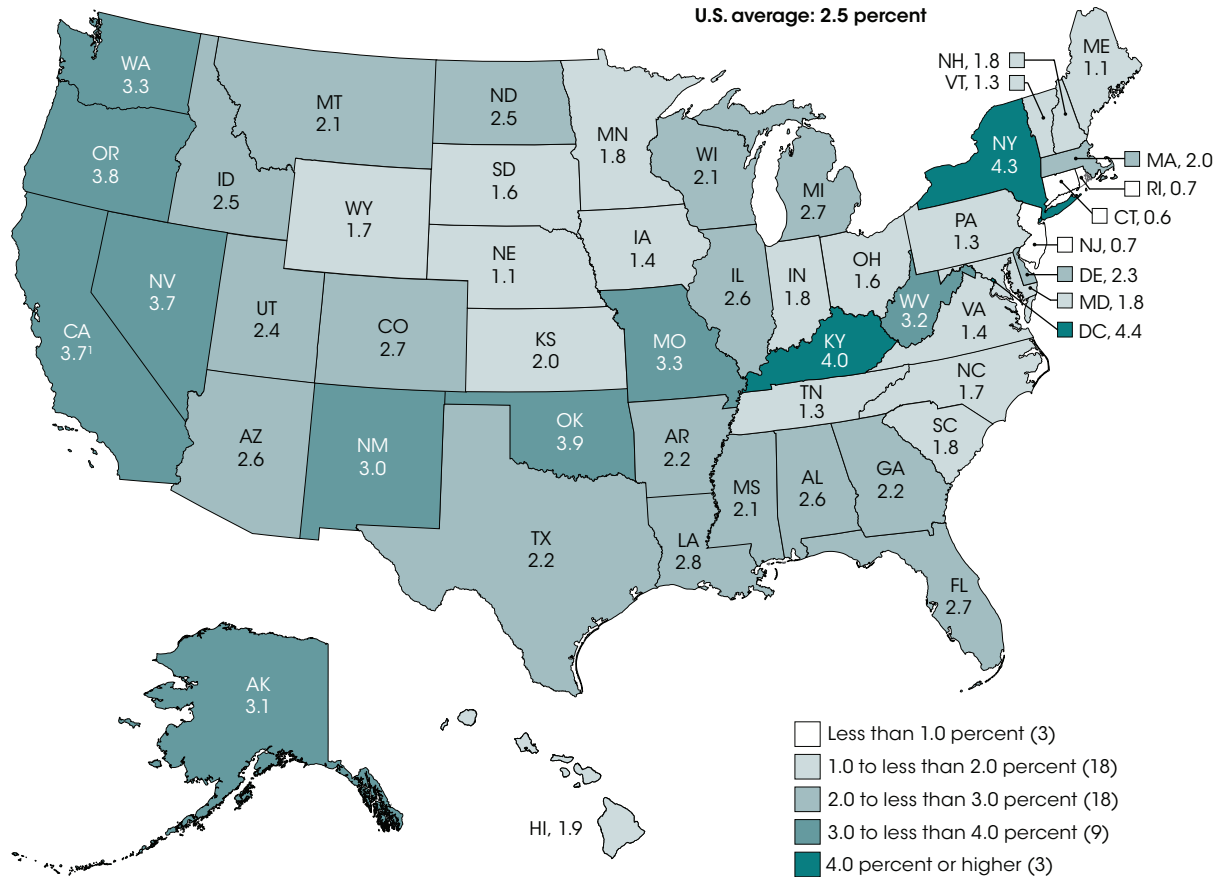 U.S. average: 2.5 percent
WA
3.3
OR
3.8
CA
3.7¹
NV
3.7
ID
2.5
MT
2.1
WY
1.7
UT
2.4
CO
2.7
AZ
2.6
NM
3.0
ND
2.5
SD
1.6
NE
1.1
KS
2.0
OK
3.9
TX
2.2
MN
1.8
IA
1.4
MO
3.3
AR
2.2
LA
2.8
WI
2.1
IL
2.6
MI
2.7
IN
1.8
OH
1.6
KY
4.0
TN
1.3
MS
2.1
AL
2.6
GA
2.2
FL
2.7
SC
1.8
NC
1.7
VA
1.4
WV
3.2
PA
1.3
NY
4.3
ME
1.1
NH, 1.8
VT, 1.3
MA, 2.0
RI, 0.7
CT, 0.6
NJ, 0.7
DE, 2.3
MD, 1.8
DC, 4.4
AK
3.1
HI, 1.9
Less than 1.0 percent (3)
1.0 to less than 2.0 percent (18)
2.0 to less than 3.0 percent (18)
3.0 to less than 4.0 percent (9)
4.0 percent or higher (3)